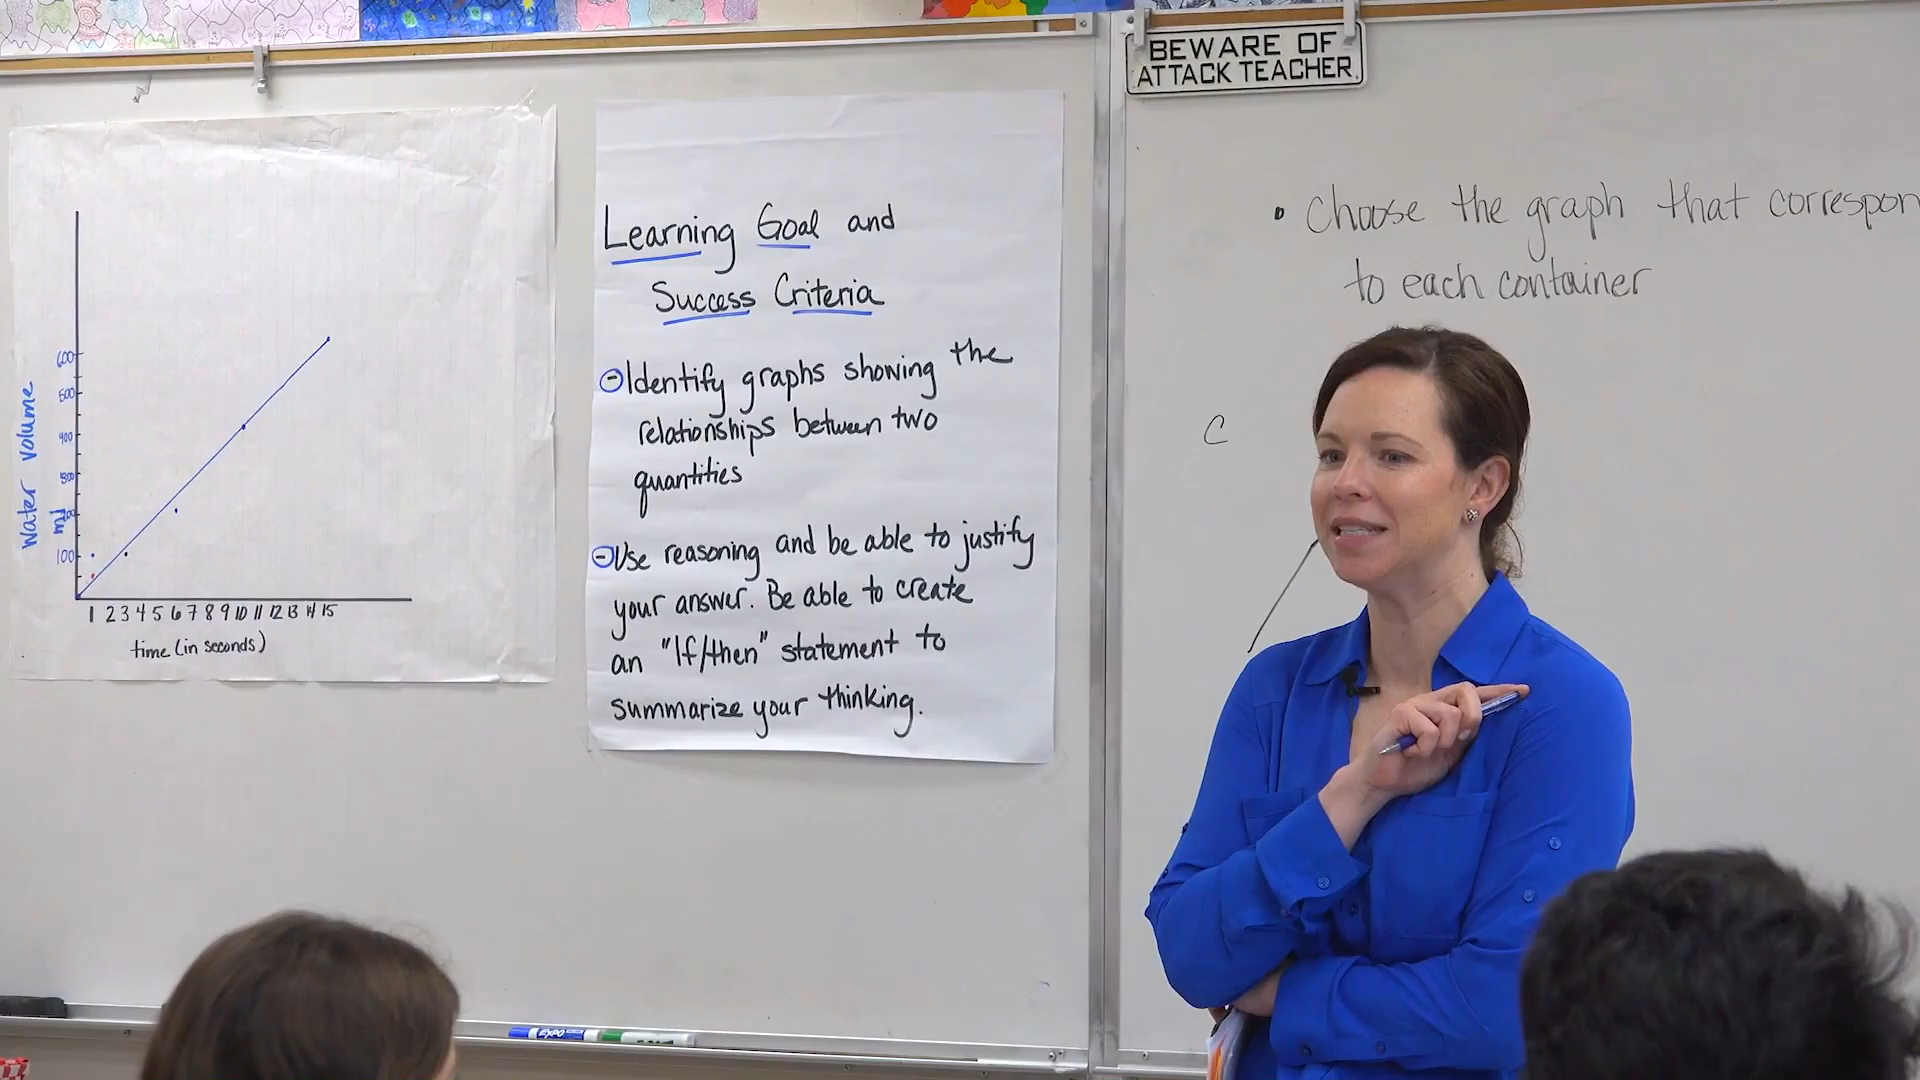 BEWARE OF
ATTACK TEACHER
Water Volume
ml
600
500
400
300
200
100
1 2 3 4 5 6 7 8 9 10 11 12 13 14 15
time (in seconds)
Learning Goal and
Success Criteria
Identify graphs showing the
relationships between two
quantities
Use reasoning and be able to justify
your answer. Be able to create
an "If/then" statement to
summarize your thinking.
• Choose the graph that correspon
to each container
C
EXPO